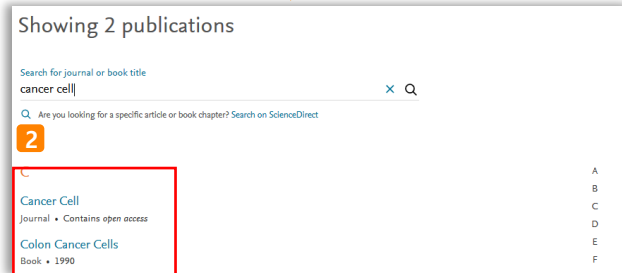 Showing 2 publications
Search for journal or book title
cancer cell
Are you looking for a specific article or book chapter? Search on ScienceDirect
2
C
Cancer Cell
Journal • Contains open access
Colon Cancer Cells
Book • 1990
A
B
C
D
E
F